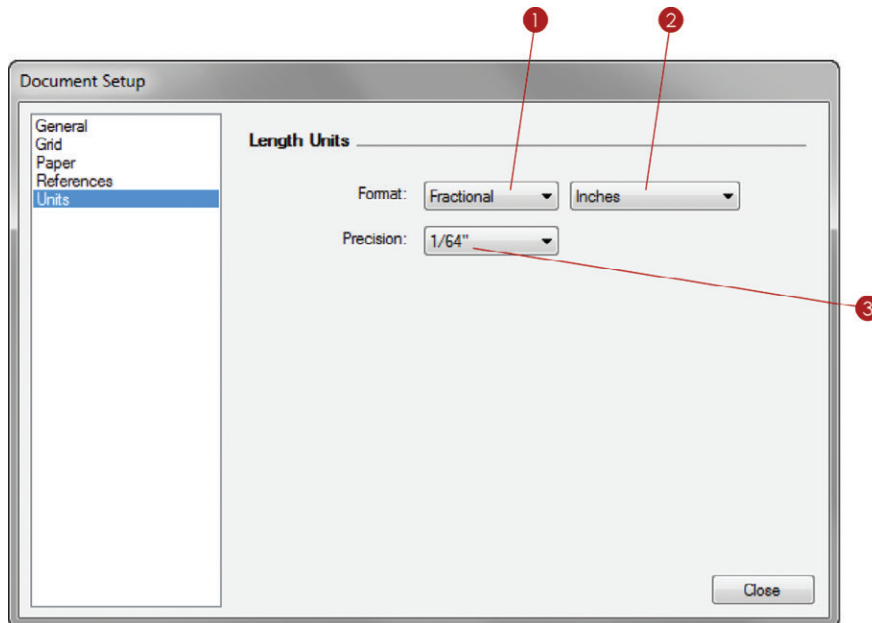 1 2
Document Setup
General
Grid
Paper
References
Units
Length Units
Format: Fractional Inches
Precision: 1/64"
3
Close